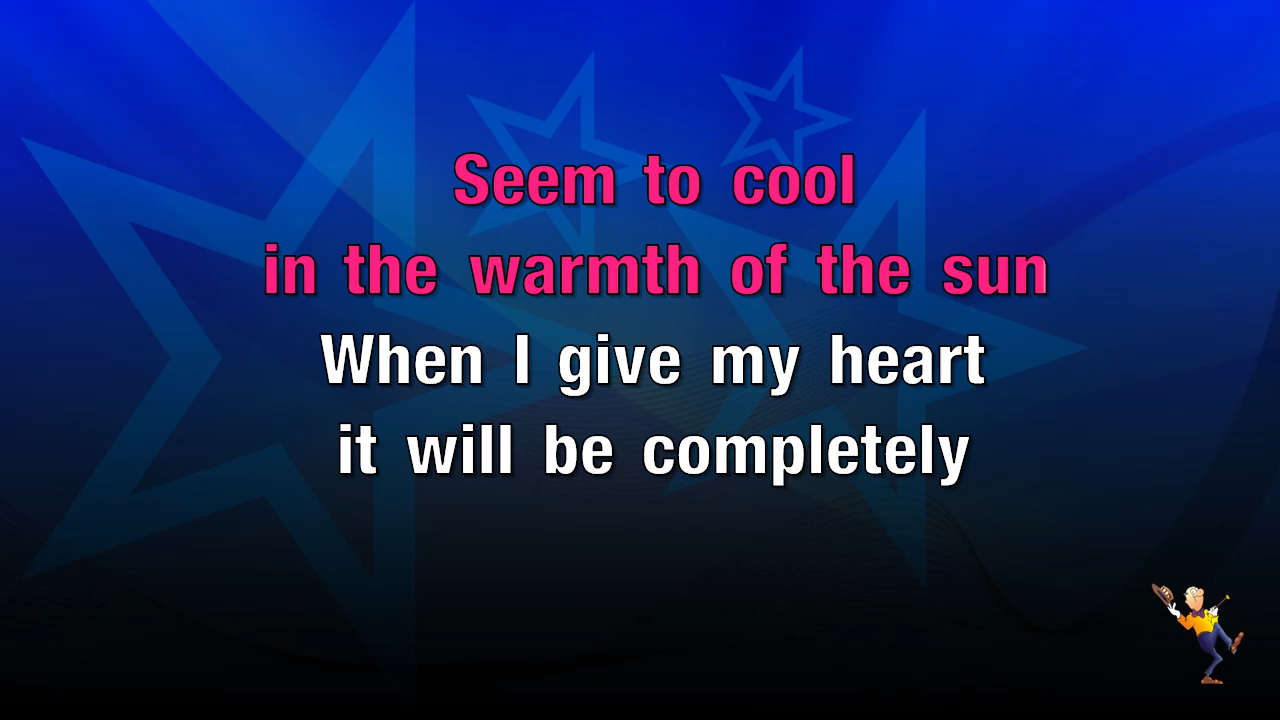 Seem to cool
in the warmth of the sun
When I give my heart
it will be completely